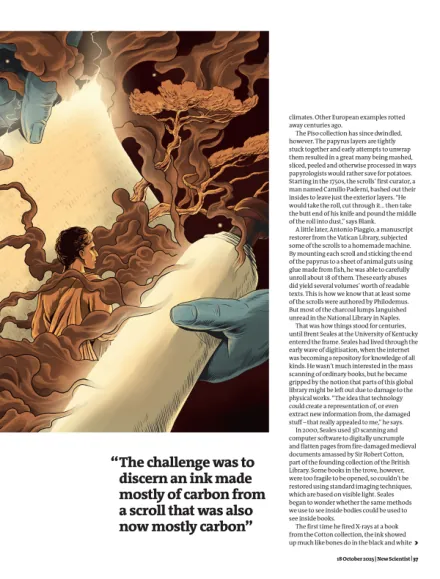 climates. Other European examples rotted
away centuries ago.
The Piso collection has since dwindled,
however. The papyrus layers are tightly
stuck together and early attempts to unwrap
them resulted in a great many being mashed,
sliced, peeled and otherwise processed in ways
papyrologists would rather save for potatoes.
Starting in the 1750s, the scrolls' first curator, a
man named Camillo Paderni, bashed out their
insides to leave just the exterior layers. "He
would take the roll, cut through it... then take
the butt end of his knife and pound the middle
of the roll into dust," says Blank.
A little later, Antonio Piaggio, a manuscript
restorer from the Vatican Library, subjected
some of the scrolls to a homemade machine.
By mounting each scroll and sticking the end
of the papyrus to a sheet of animal guts using
glue made from fish, he was able to carefully
unroll about 18 of them. These early abuses
did yield several volumes' worth of readable
texts. This is how we know that at least some
of the scrolls were authored by Philodemus.
But most of the charcoal lumps languished
unread in the National Library in Naples.
That was how things stood for centuries,
until Brent Seales at the University of Kentucky
entered the frame. Seales had lived through the
early wave of digitisation, when the internet
was becoming a repository for knowledge of all
kinds. He wasn't much interested in the mass
scanning of ordinary books, but he became
gripped by the notion that parts of this global
library might be left out due to damage to the
physical works. "The idea that technology
could create a representation of, or even
extract new information from, the damaged
stuff – that really appealed to me," he says.
In 2000, Seales used 3D scanning and
computer software to digitally uncrumple
and flatten pages from fire-damaged medieval
documents amassed by Sir Robert Cotton,
part of the founding collection of the British
Library. Some books in the trove, however,
were too fragile to be opened, so couldn't be
restored using standard imaging techniques,
which are based on visible light. Seales
began to wonder whether the same methods
we use to see inside bodies could be used to
see inside books.
The first time he fired X-rays at a book
from the Cotton collection, the ink showed
up much like bones do in the black and white
"The challenge was to
discern an ink made
mostly of carbon from
a scroll that was also
now mostly carbon"
18 October 2025 | New Scientist | 37